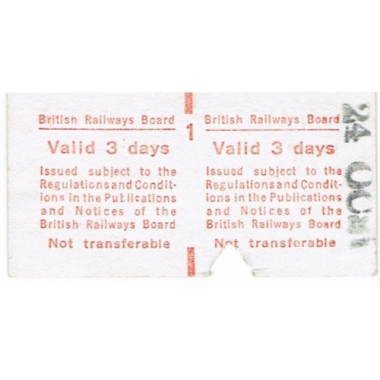 British Railways Board
Valid 3 days
Issued subject to the
Regulations and Condit-
ions in the Publications
and Notices of the
British Railways Board
Not transferable
1
British Railways Board
Valid 3 days
Issued subject to the
Regulations and Condit-
ions in the Publications
and Notices of the
British Railways Board
Not transferable
24 OC